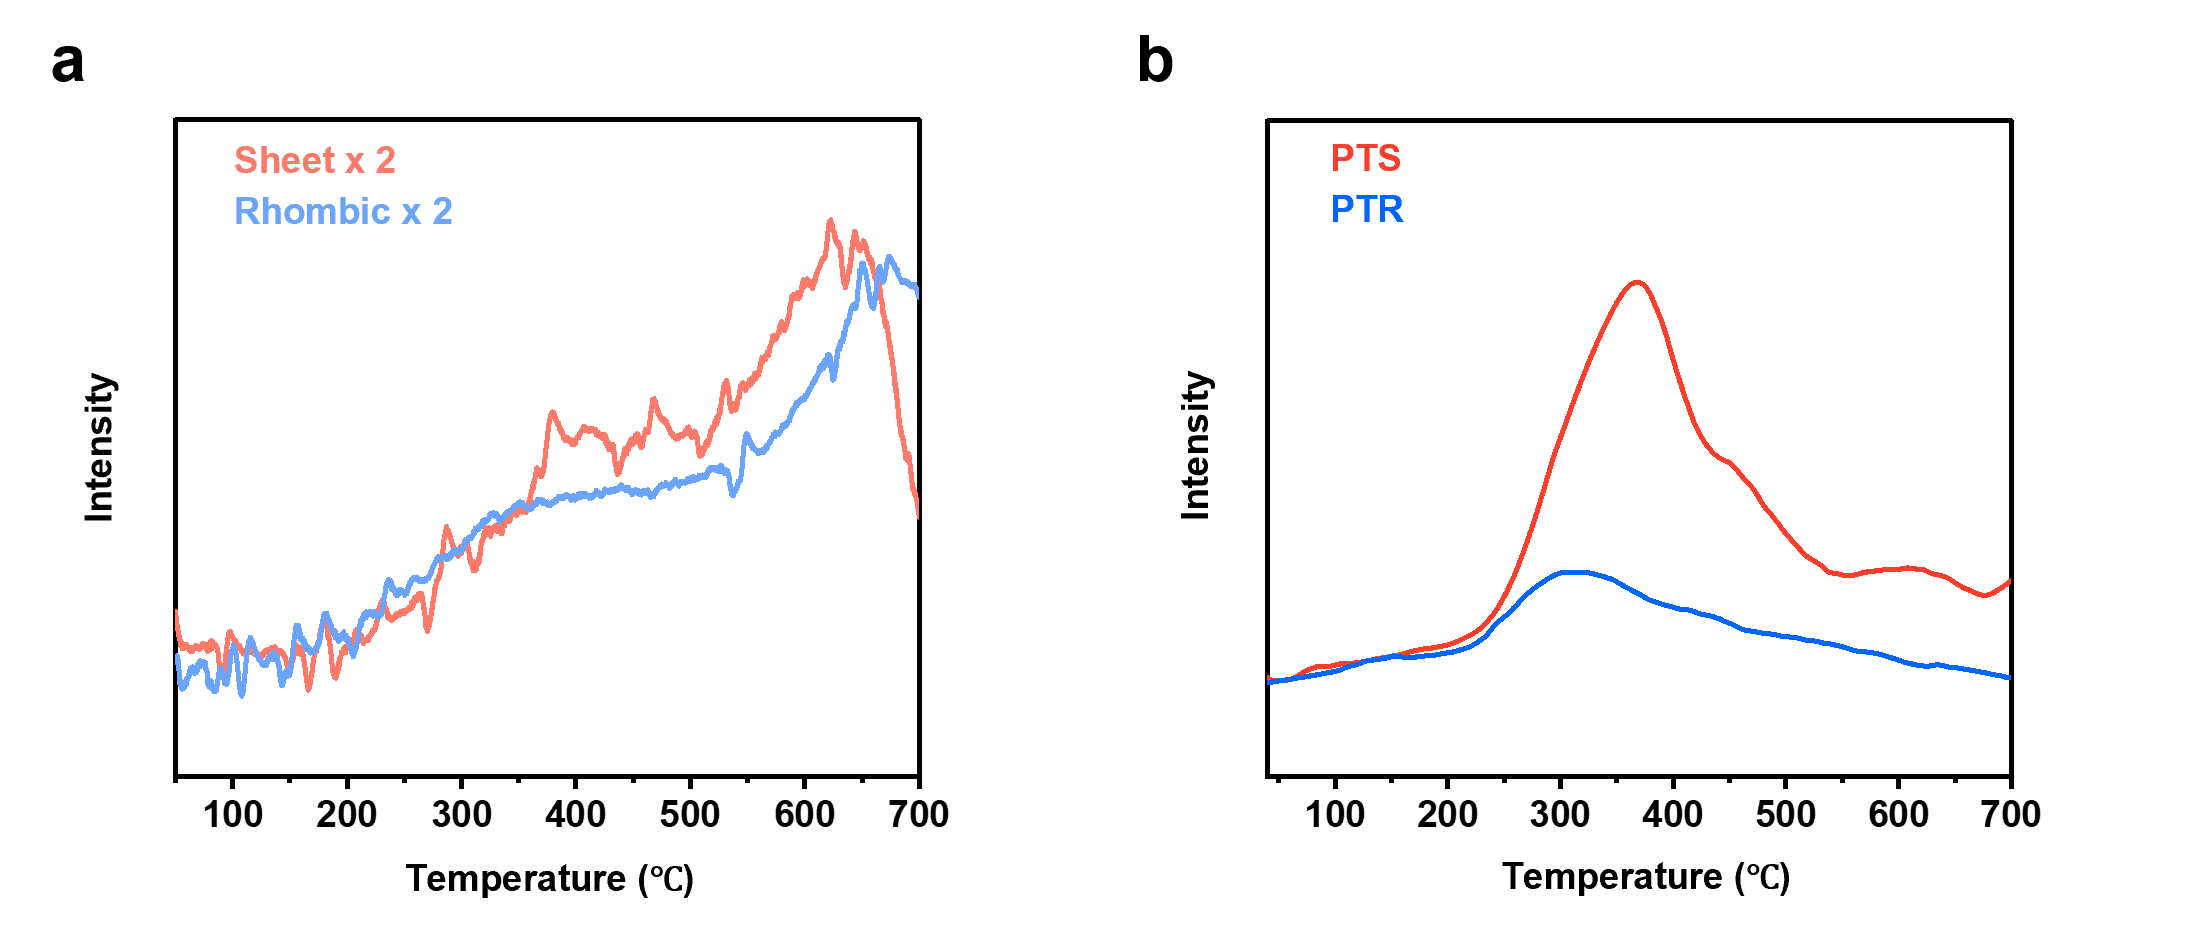 a
Sheet x 2
Rhombic x 2
Intensity
100 200 300 400 500 600 700
Temperature (℃)
b
PTS
PTR
Intensity
100 200 300 400 500 600 700
Temperature (℃)